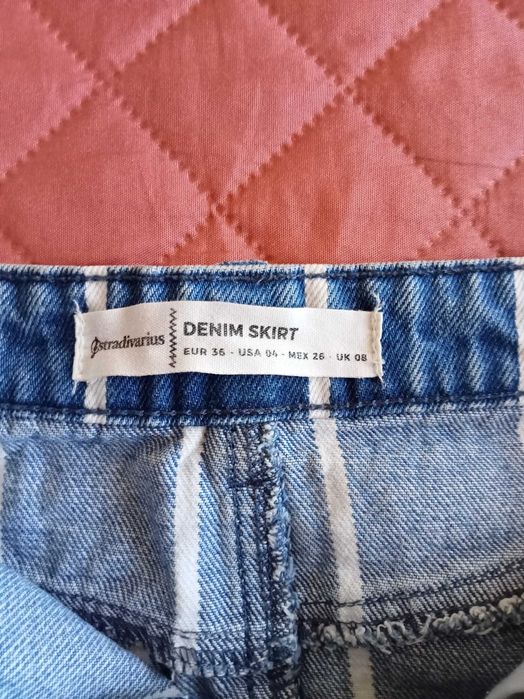 stradivarius
DENIM SKIRT
EUR 36 - USA 04 - MEX 26 - UK 08